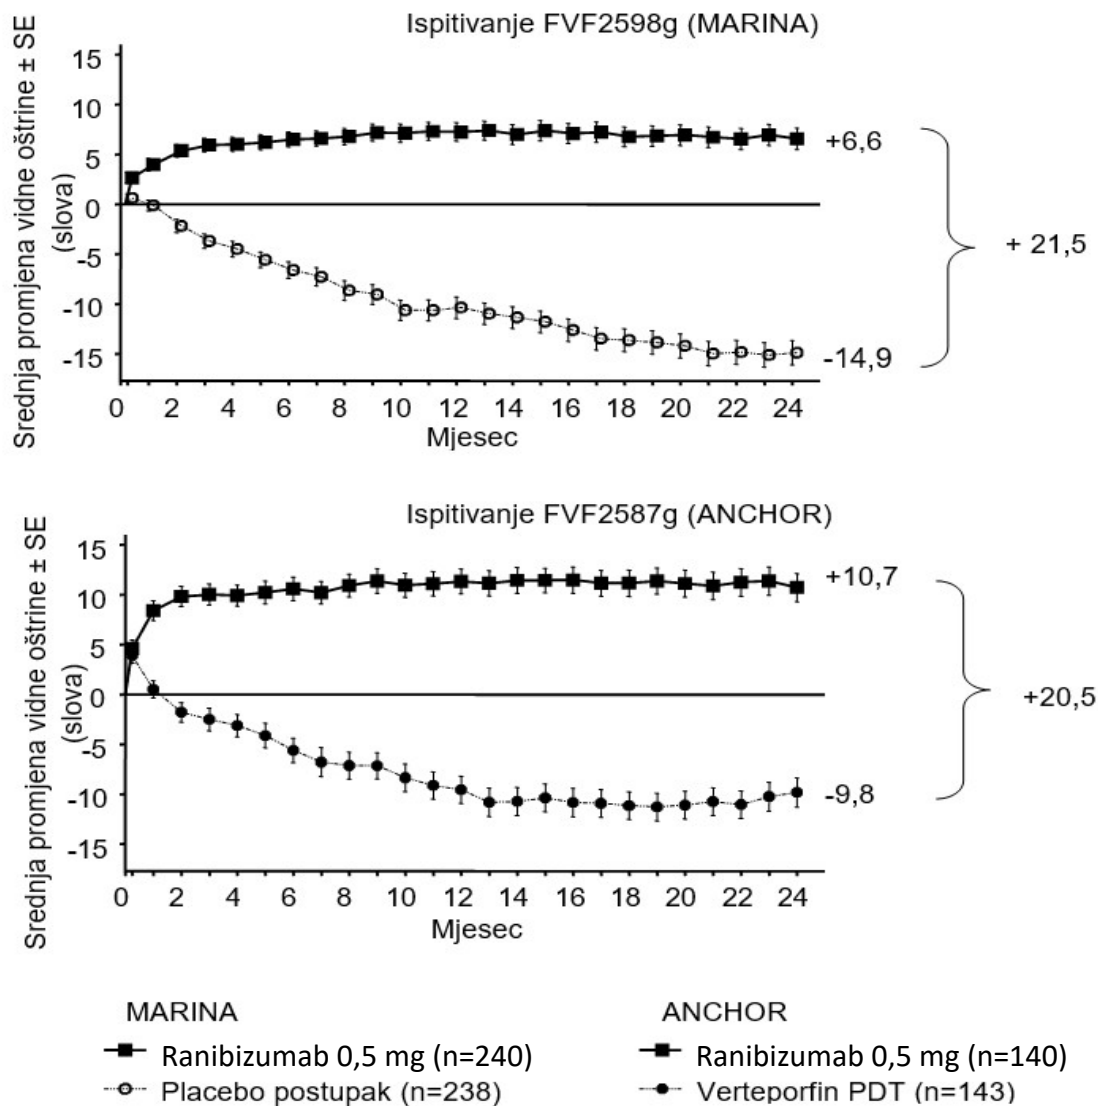 Ispitivanje FVF2598g (MARINA)
Srednja promjena vidne oštrine ± SE
(slova)
15
10
5
0
-5
-10
-15
+6,6
-14,9
+ 21,5
0 2 4 6 8 10 12 14 16 18 20 22 24
Mjesec
Ispitivanje FVF2587g (ANCHOR)
Srednja promjena vidne oštrine ± SE
(slova)
15
10
5
0
-5
-10
-15
+10,7
-9,8
+20,5
0 2 4 6 8 10 12 14 16 18 20 22 24
Mjesec
MARINA
Ranibizumab 0,5 mg (n=240)
Placebo postupak (n=238)
ANCHOR
Ranibizumab 0,5 mg (n=140)
Verteporfin PDT (n=143)